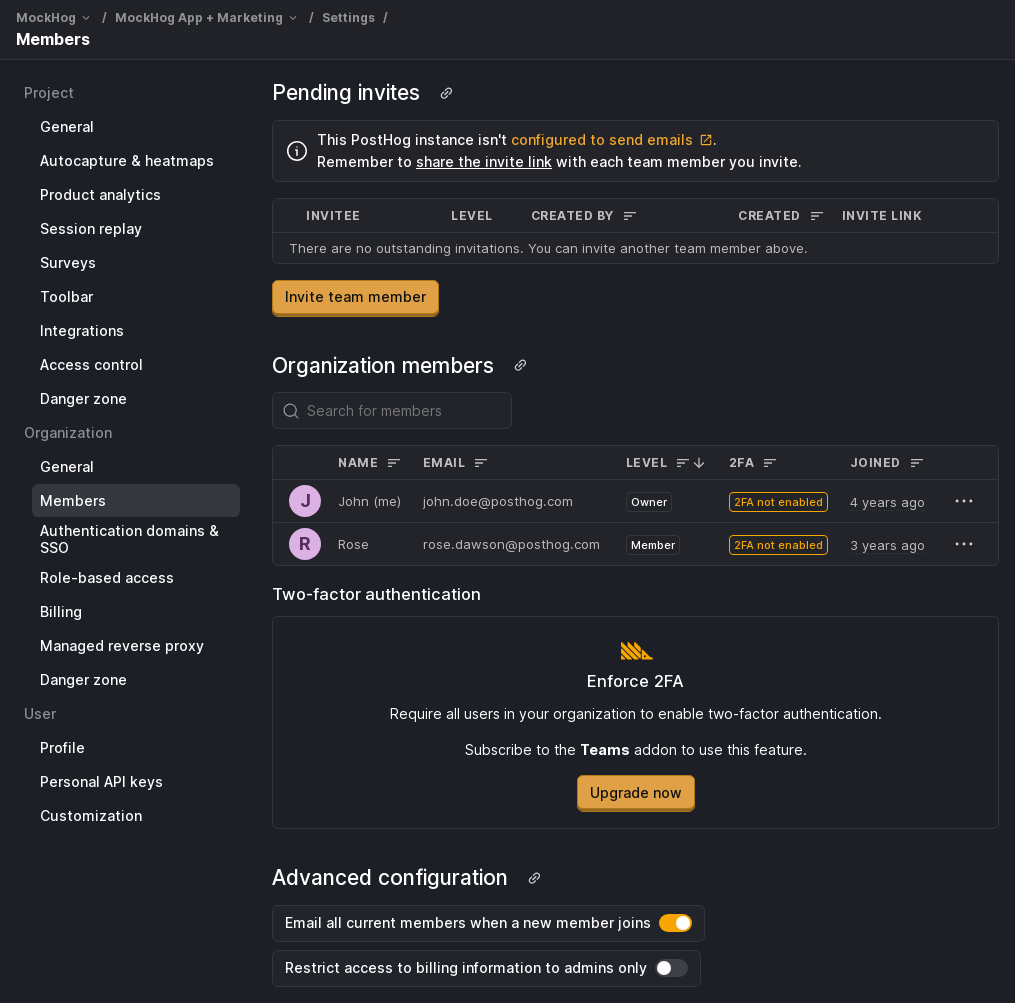 MockHog / MockHog App + Marketing / Settings /
Members
Project
General
Autocapture & heatmaps
Product analytics
Session replay
Surveys
Toolbar
Integrations
Access control
Danger zone
Organization
General
Members
Authentication domains &
SSO
Role-based access
Billing
Managed reverse proxy
Danger zone
User
Profile
Personal API keys
Customization
Pending invites
This PostHog instance isn't configured to send emails .
Remember to share the invite link with each team member you invite.
INVITEE LEVEL CREATED BY CREATED INVITE LINK
There are no outstanding invitations. You can invite another team member above.
Invite team member
Organization members
Search for members
NAME EMAIL LEVEL 2FA JOINED
J John (me) john.doe@posthog.com Owner 2FA not enabled 4 years ago
R Rose rose.dawson@posthog.com Member 2FA not enabled 3 years ago
Two-factor authentication
Enforce 2FA
Require all users in your organization to enable two-factor authentication.
Subscribe to the Teams addon to use this feature.
Upgrade now
Advanced configuration
Email all current members when a new member joins
Restrict access to billing information to admins only